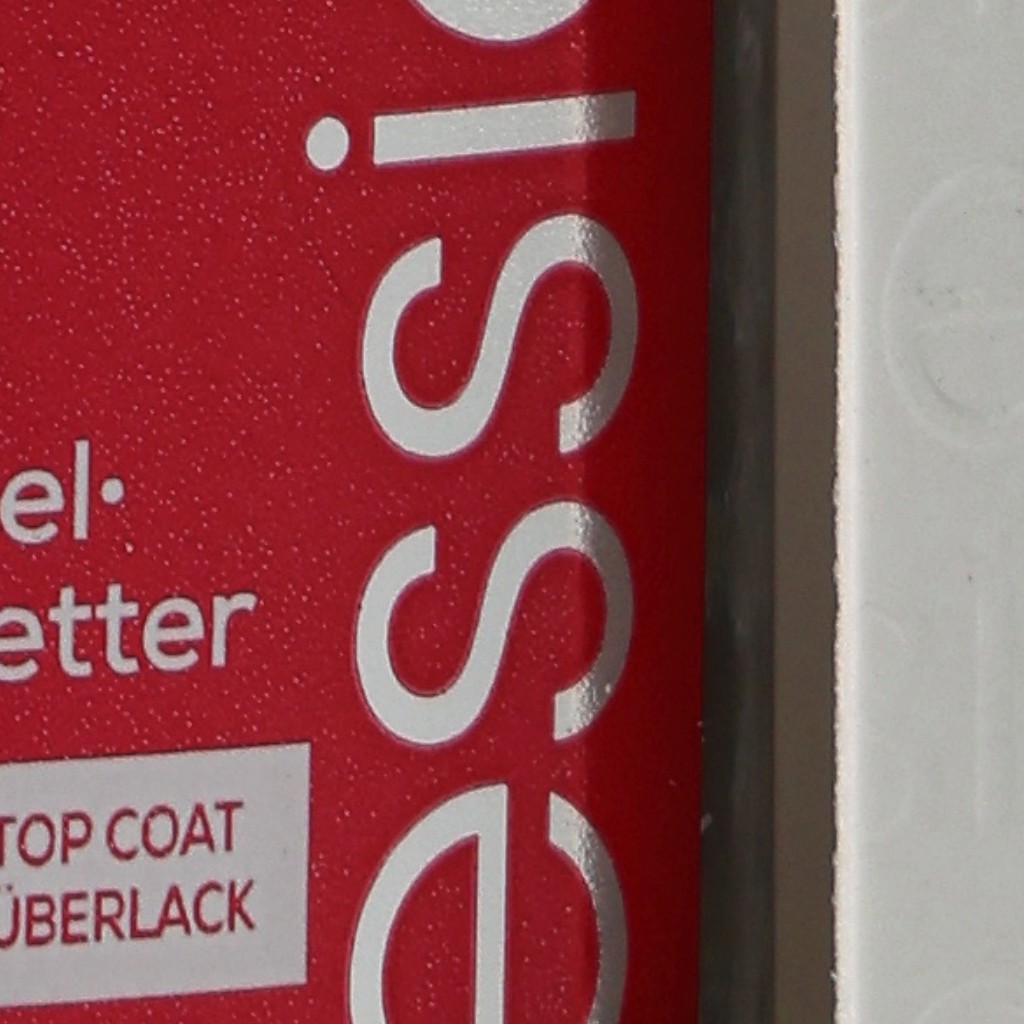 essie
el·
etter
TOP COAT
ÜBERLACK